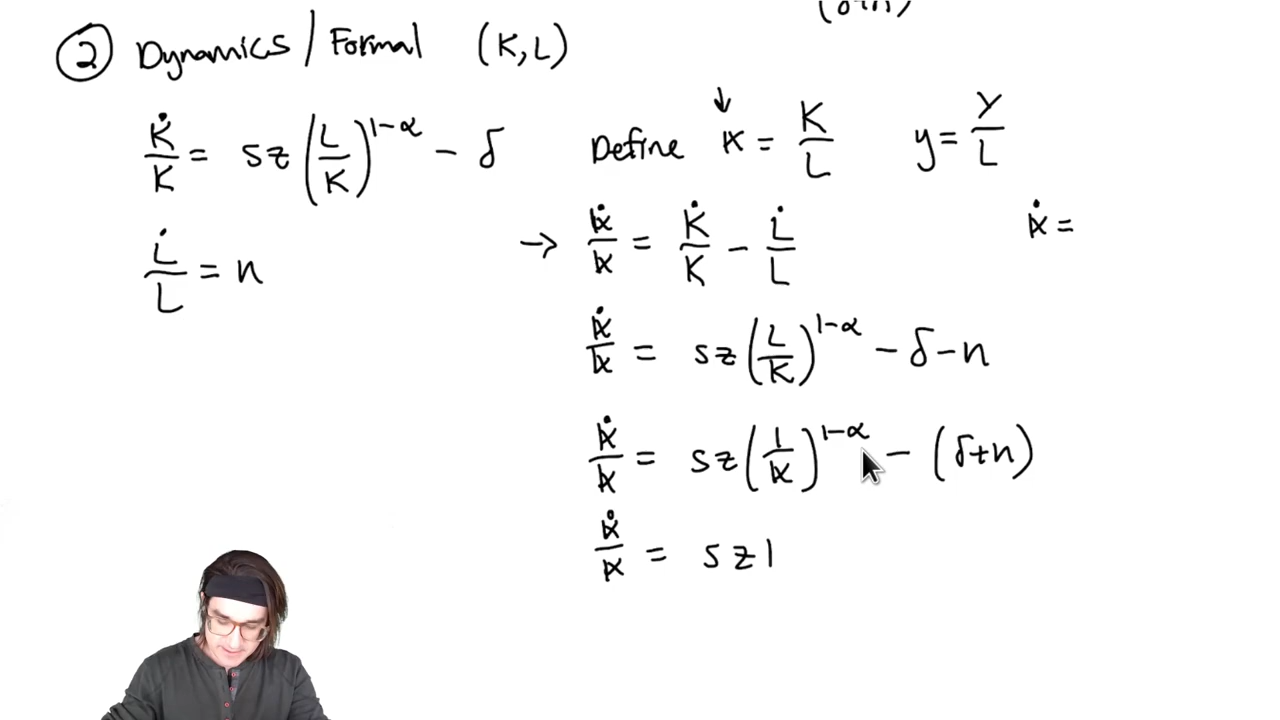 (δ+n)
② Dynamics / Formal (K, L)
K̇/K = sz(L/K)^{1-α} - δ
L̇/L = n
Define k = K/L y = Y/L
→ k̇/k = K̇/K - L̇/L
k̇ =
k̇/k = sz(L/K)^{1-α} - δ - n
k̇/k = sz(1/k)^{1-α} - (δ+n)
k̇/k = sz1